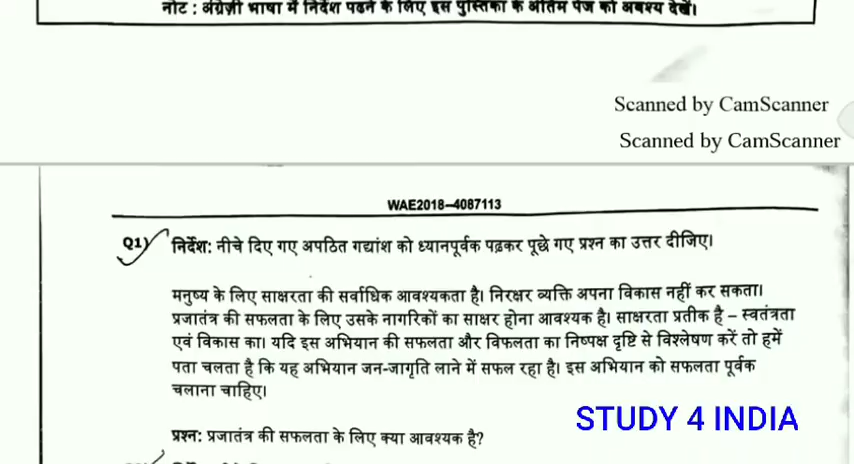 नोट : अंग्रेज़ी भाषा में निर्देश पढने के लिए इस पुस्तिका के अंतिम पेज को अवश्य देखें।
Scanned by CamScanner
Scanned by CamScanner
WAE2018–4087113
Q1) निर्देश: नीचे दिए गए अपठित गद्यांश को ध्यानपूर्वक पढ़कर पूछे गए प्रश्न का उत्तर दीजिए।
मनुष्य के लिए साक्षरता की सर्वाधिक आवश्यकता है। निरक्षर व्यक्ति अपना विकास नहीं कर सकता।
प्रजातंत्र की सफलता के लिए उसके नागरिकों का साक्षर होना आवश्यक है। साक्षरता प्रतीक है – स्वतंत्रता
एवं विकास का। यदि इस अभियान की सफलता और विफलता का निष्पक्ष दृष्टि से विश्लेषण करें तो हमें
पता चलता है कि यह अभियान जन-जागृति लाने में सफल रहा है। इस अभियान को सफलता पूर्वक
चलाना चाहिए।
STUDY 4 INDIA
प्रश्न: प्रजातंत्र की सफलता के लिए क्या आवश्यक है?